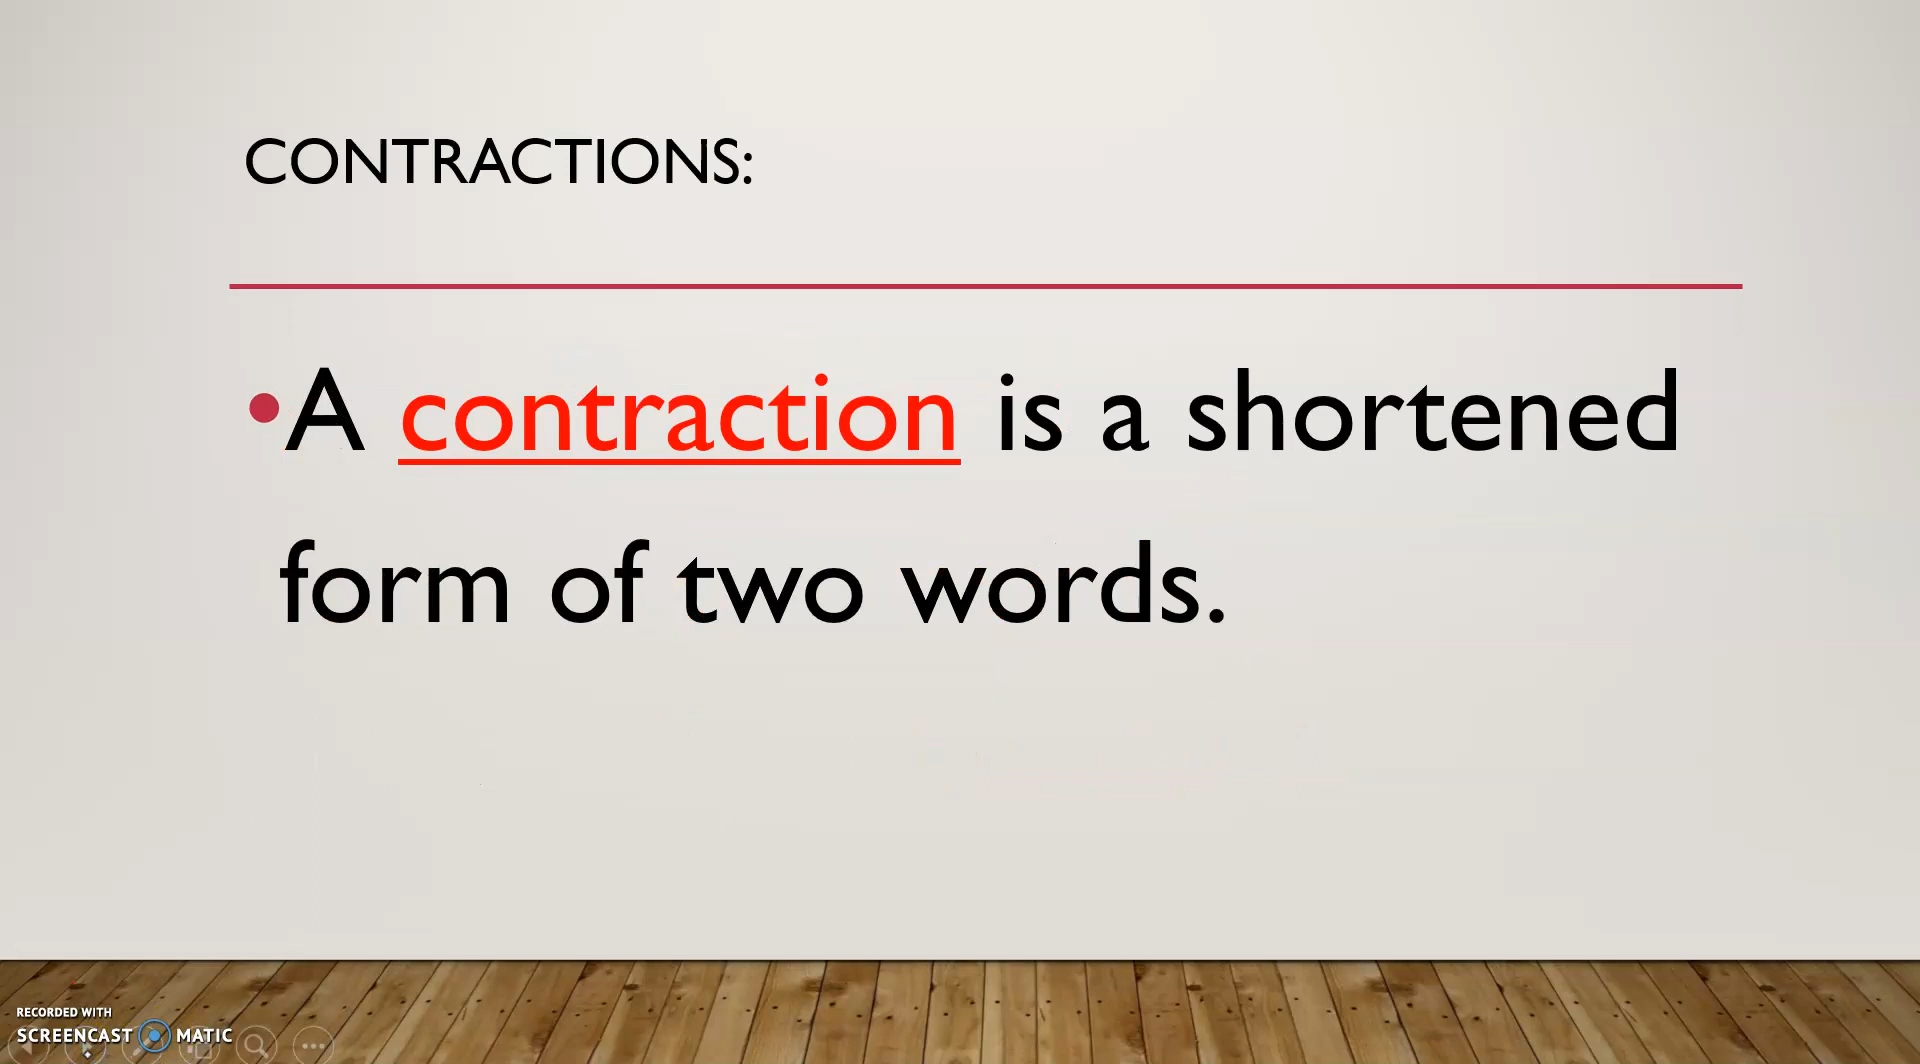 CONTRACTIONS:
•A contraction is a shortened
form of two words.
RECORDED WITH
SCREENCAST MATIC